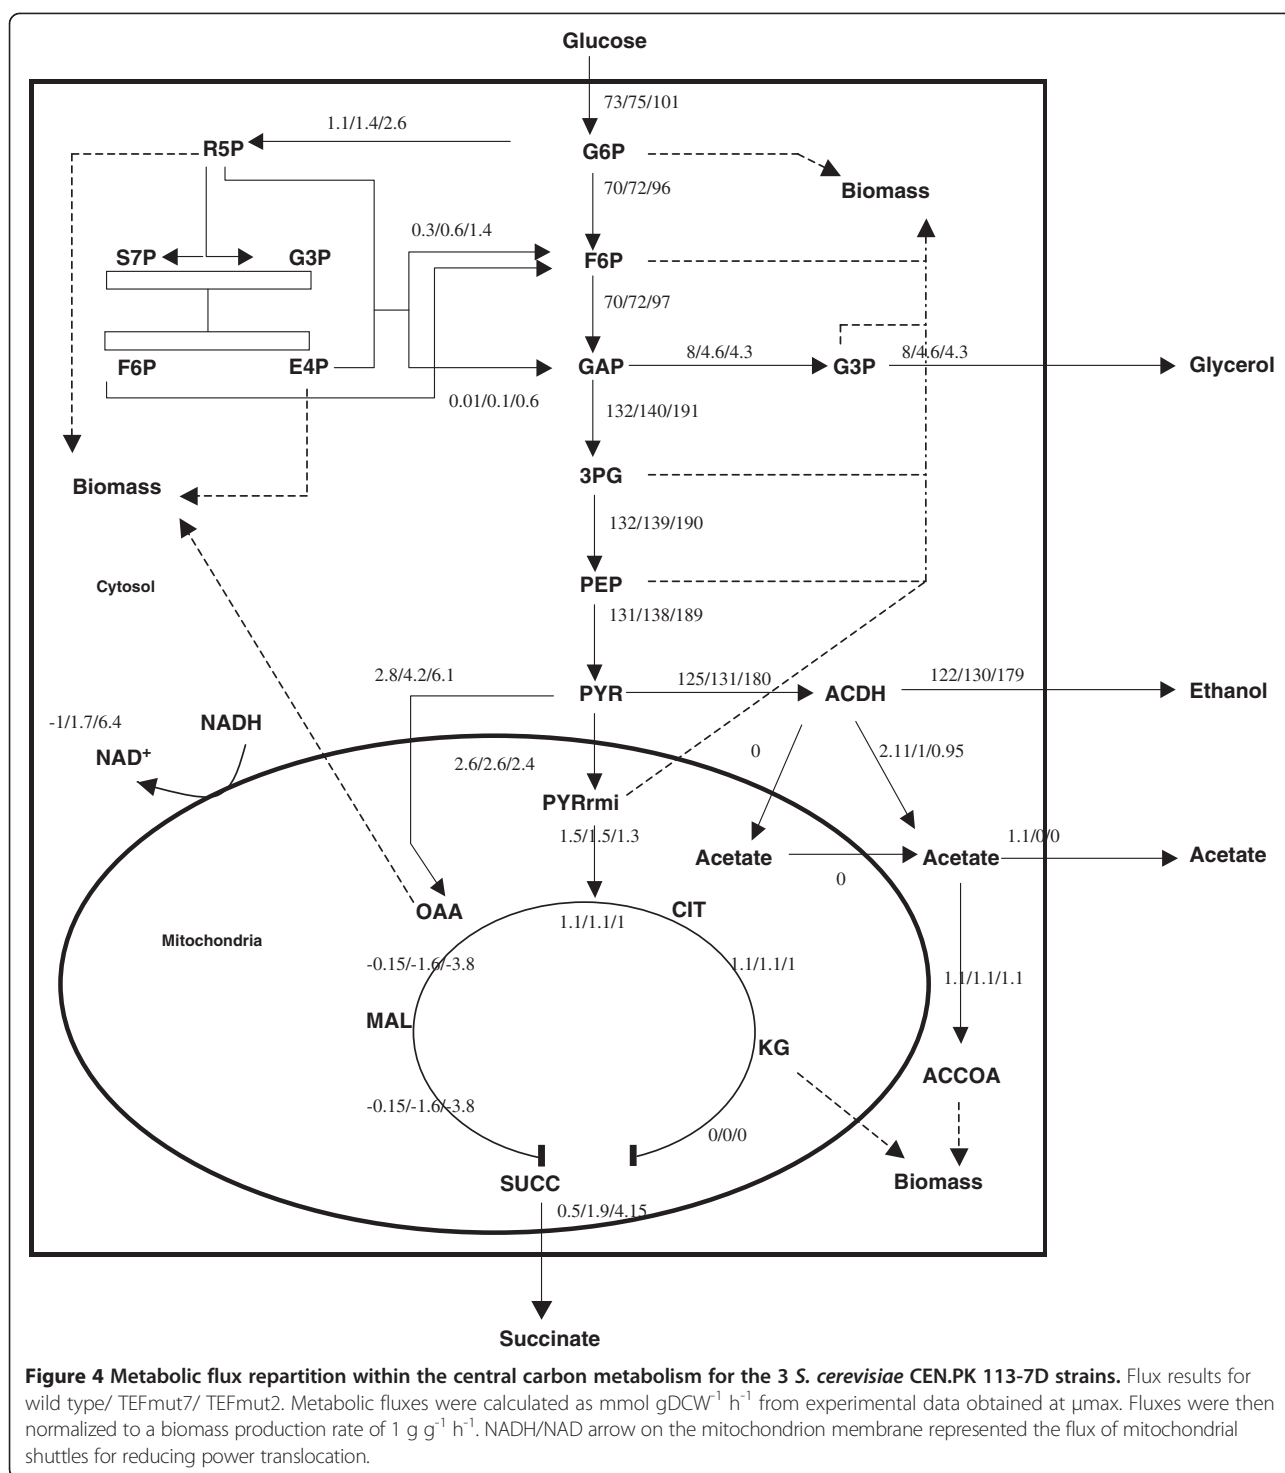 Glucose
73/75/101
1.1/1.4/2.6
R5P
G6P
Biomass
70/72/96
0.3/0.6/1.4
S7P
G3P
F6P
70/72/97
F6P
E4P
GAP
8/4.6/4.3
G3P
8/4.6/4.3
Glycerol
0.01/0.1/0.6
132/140/191
Biomass
3PG
132/139/190
Cytosol
PEP
131/138/189
2.8/4.2/6.1
PYR
125/131/180
ACDH
122/130/179
Ethanol
-1/1.7/6.4
NADH
NAD+
2.6/2.6/2.4
0
2.11/1/0.95
PYRrmi
1.5/1.5/1.3
Acetate
0
Acetate
1.1/0/0
Acetate
OAA
CIT
1.1/1.1/1
Mitochondria
-0.15/-1.6/-3.8
1.1/1.1/1
1.1/1.1/1.1
MAL
KG
ACCOA
-0.15/-1.6/-3.8
0/0/0
SUCC
Biomass
0.5/1.9/4.15
Succinate
Figure 4 Metabolic flux repartition within the central carbon metabolism for the 3 S. cerevisiae CEN.PK 113-7D strains. Flux results for
wild type/ TEFmut7/ TEFmut2. Metabolic fluxes were calculated as mmol gDCW-1 h-1 from experimental data obtained at μmax. Fluxes were then
normalized to a biomass production rate of 1 g g-1 h-1. NADH/NAD arrow on the mitochondrion membrane represented the flux of mitochondrial
shuttles for reducing power translocation.